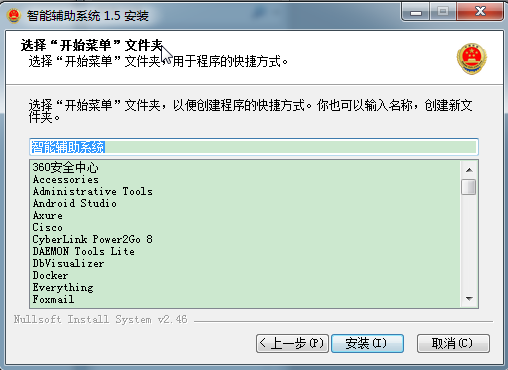 智能辅助系统 1.5 安装
选择“开始菜单”文件夹
选择“开始菜单”文件夹，用于程序的快捷方式。
选择“开始菜单”文件夹，以便创建程序的快捷方式。你也可以输入名称，创建新文
件夹。
智能辅助系统
360安全中心
Accessories
Administrative Tools
Android Studio
Axure
Cisco
CyberLink Power2Go 8
DAEMON Tools Lite
DbVisualizer
Docker
Everything
Foxmail
Nullsoft Install System v2.46
< 上一步(P) 安装(I) 取消(C)